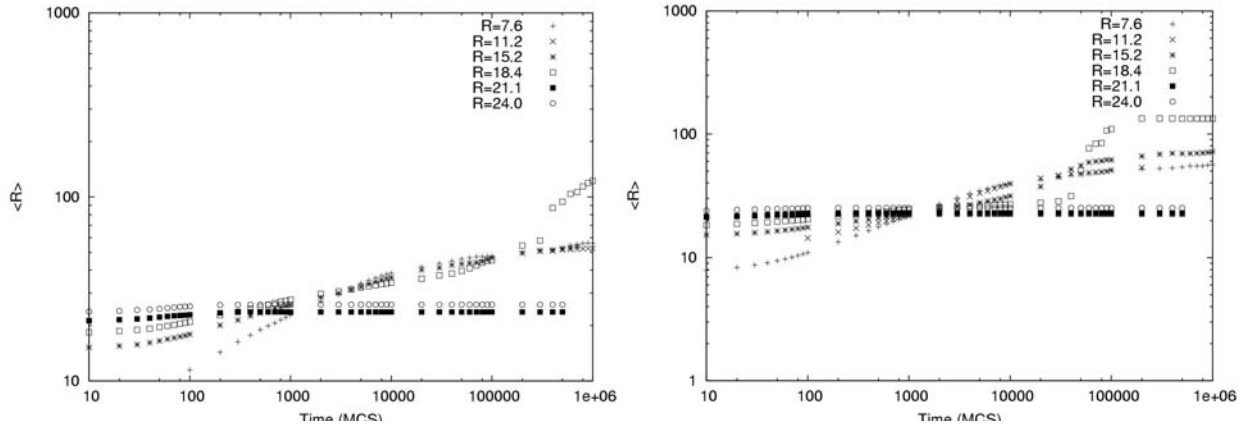 1000
100
10
<R>
R=7.6
R=11.2
R=15.2
R=18.4
R=21.1
R=24.0
10
100
1000
10000
100000
1e+06
Time (MCS)
1000
100
10
1
<R>
R=7.6
R=11.2
R=15.2
R=18.4
R=21.1
R=24.0
10
100
1000
10000
100000
1e+06
Time (MCS)